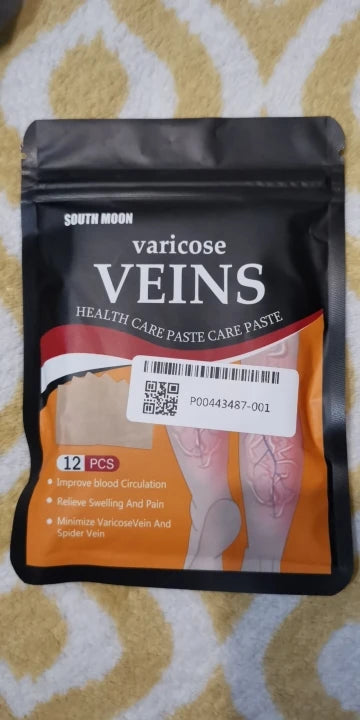 SOUTH MOON
varicose
VEINS
HEALTH CARE PASTE CARE PASTE
P00443487-001
12 PCS
Improve blood Circulation
Relieve Swelling And Pain
Minimize VaricoseVein And
Spider Vein